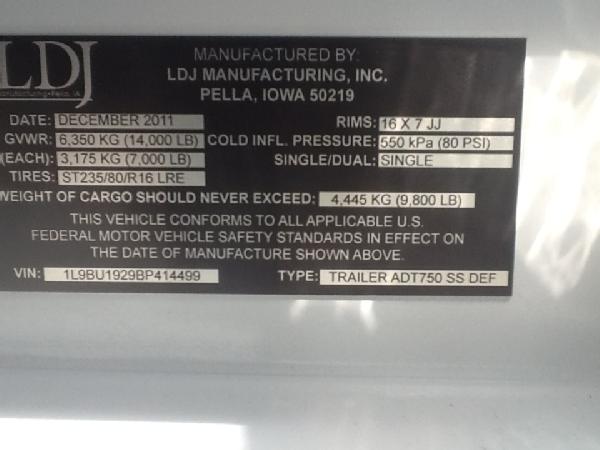 LDJ
Manufacturing - Pella, IA
MANUFACTURED BY:
LDJ MANUFACTURING, INC.
PELLA, IOWA 50219
DATE: DECEMBER 2011 RIMS: 16 X 7 JJ
GVWR: 6,350 KG (14,000 LB) COLD INFL. PRESSURE: 550 kPa (80 PSI)
(EACH): 3,175 KG (7,000 LB) SINGLE/DUAL: SINGLE
TIRES: ST235/80/R16 LRE
WEIGHT OF CARGO SHOULD NEVER EXCEED: 4,445 KG (9,800 LB)
THIS VEHICLE CONFORMS TO ALL APPLICABLE U.S.
FEDERAL MOTOR VEHICLE SAFETY STANDARDS IN EFFECT ON
DATE OF MANUFACTURE SHOWN ABOVE.
VIN: 1L9BU1929BP414499 TYPE: TRAILER ADT750 SS DEF